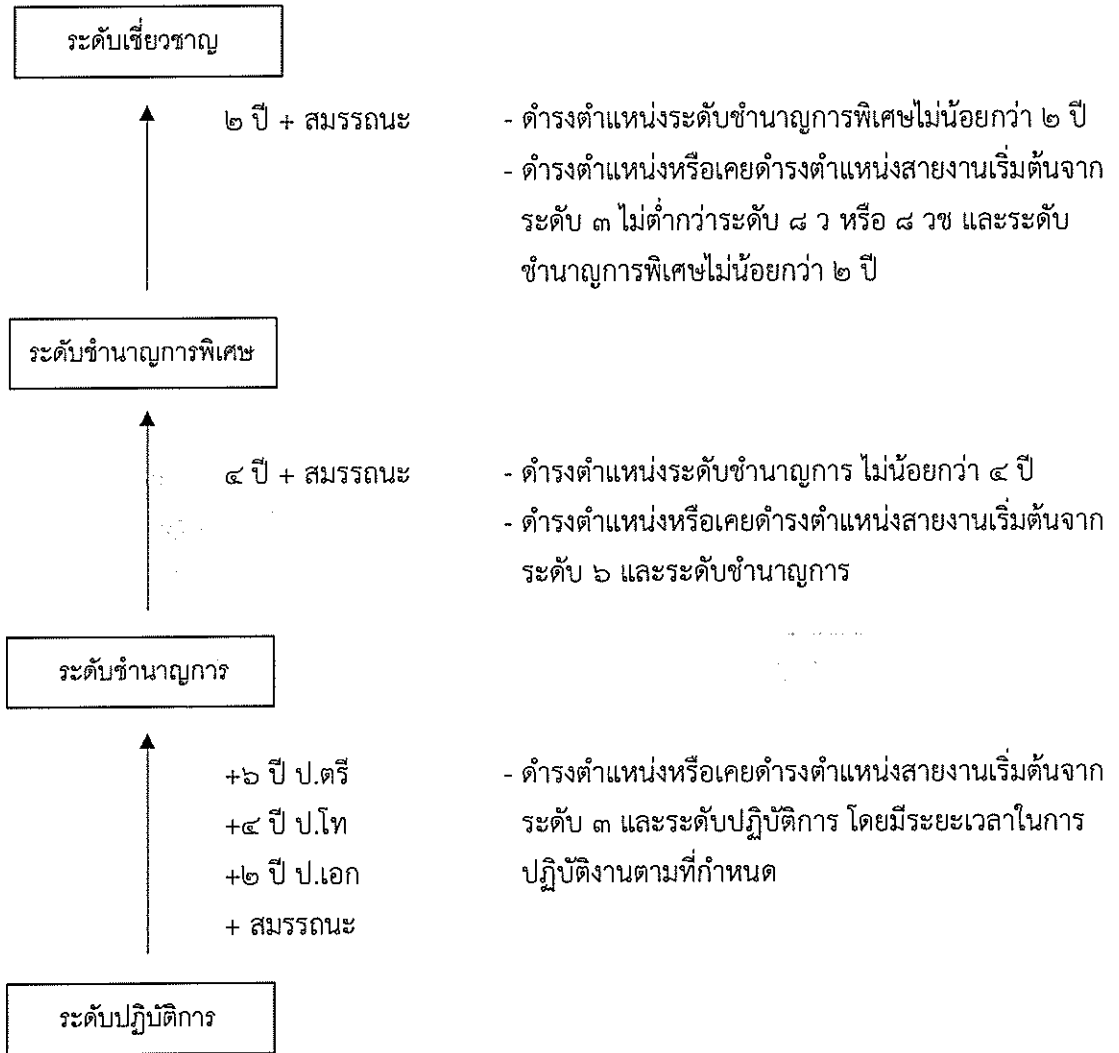 ระดับเชี่ยวชาญ
๒ ปี + สมรรถนะ
- ดำรงตำแหน่งระดับชำนาญการพิเศษไม่น้อยกว่า ๒ ปี
- ดำรงตำแหน่งหรือเคยดำรงตำแหน่งสายงานเริ่มต้นจาก
ระดับ ๓ ไม่ต่ำกว่าระดับ ๘ ว หรือ ๘ วช และระดับ
ชำนาญการพิเศษไม่น้อยกว่า ๒ ปี
ระดับชำนาญการพิเศษ
๔ ปี + สมรรถนะ
- ดำรงตำแหน่งระดับชำนาญการ ไม่น้อยกว่า ๔ ปี
- ดำรงตำแหน่งหรือเคยดำรงตำแหน่งสายงานเริ่มต้นจาก
ระดับ ๖ และระดับชำนาญการ
ระดับชำนาญการ
+๖ ปี ป.ตรี
+๔ ปี ป.โท
+๒ ปี ป.เอก
+ สมรรถนะ
- ดำรงตำแหน่งหรือเคยดำรงตำแหน่งสายงานเริ่มต้นจาก
ระดับ ๓ และระดับปฏิบัติการ โดยมีระยะเวลาในการ
ปฏิบัติงานตามที่กำหนด
ระดับปฏิบัติการ